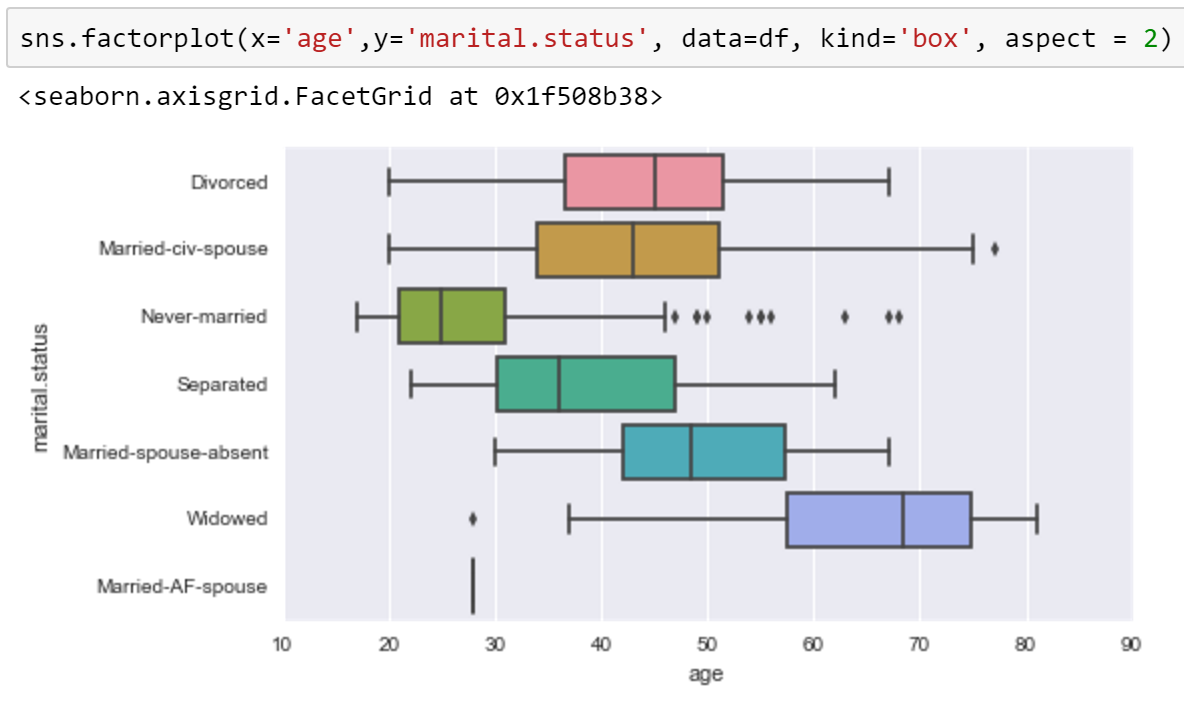 sns.factorplot(x='age',y='marital.status', data=df, kind='box', aspect = 2)
<seaborn.axisgrid.FacetGrid at 0x1f508b38>
Divorced
Married-civ-spouse
Never-married
Separated
Married-spouse-absent
Widowed
Married-AF-spouse
marital.status
10 20 30 40 50 60 70 80 90
age